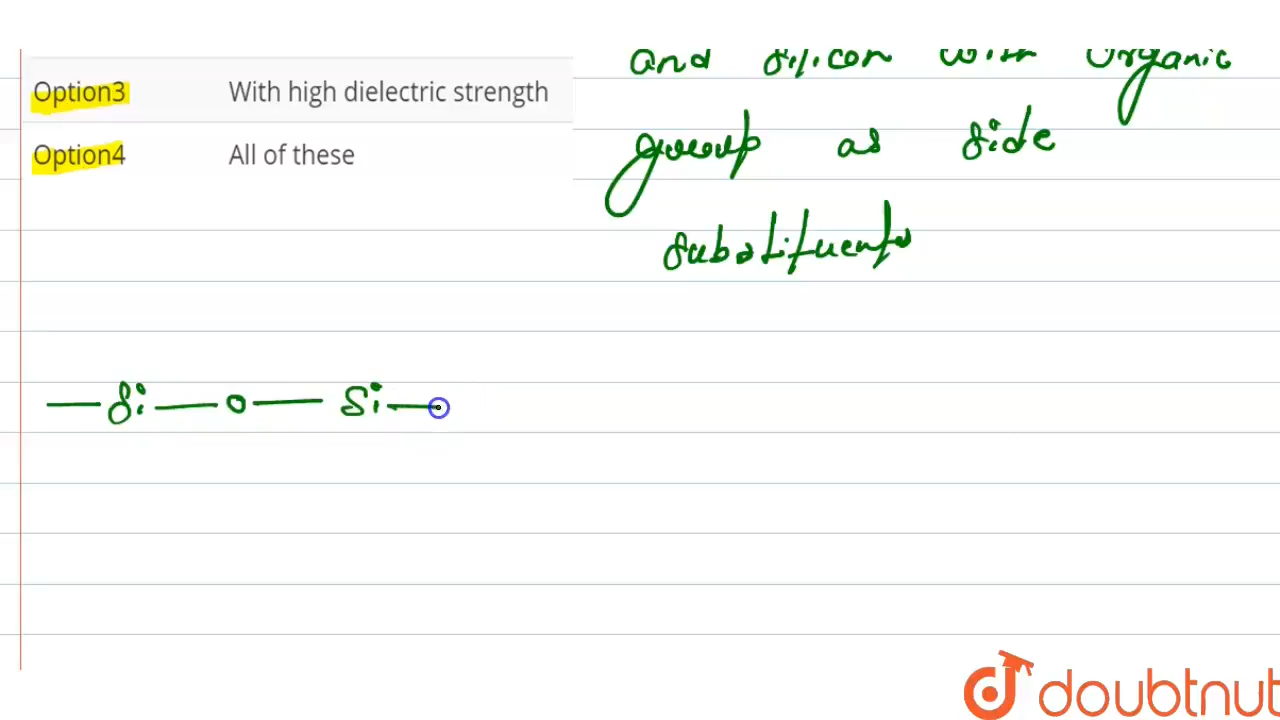 and silicon with organic
Option3 With high dielectric strength
group as side
Option4 All of these
substituents
— Si — o — Si —
doubtnut